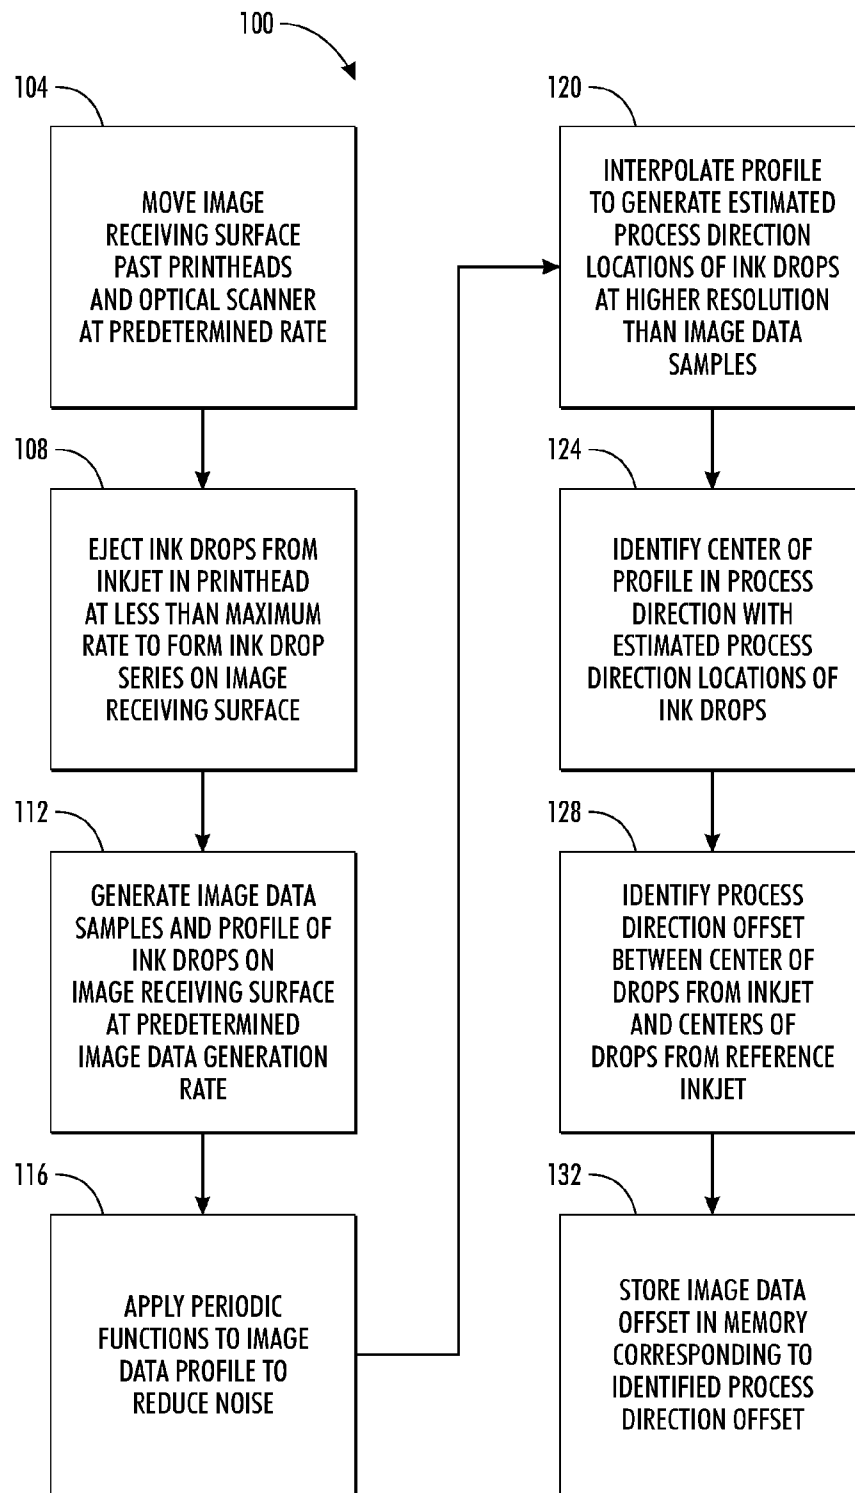 100
104
MOVE IMAGE
RECEIVING SURFACE
PAST PRINTHEADS
AND OPTICAL SCANNER
AT PREDETERMINED RATE
108
EJECT INK DROPS FROM
INKJET IN PRINTHEAD
AT LESS THAN MAXIMUM
RATE TO FORM INK DROP
SERIES ON IMAGE
RECEIVING SURFACE
112
GENERATE IMAGE DATA
SAMPLES AND PROFILE OF
INK DROPS ON
IMAGE RECEIVING SURFACE
AT PREDETERMINED
IMAGE DATA GENERATION
RATE
116
APPLY PERIODIC
FUNCTIONS TO IMAGE
DATA PROFILE TO
REDUCE NOISE
120
INTERPOLATE PROFILE
TO GENERATE ESTIMATED
PROCESS DIRECTION
LOCATIONS OF INK DROPS
AT HIGHER RESOLUTION
THAN IMAGE DATA
SAMPLES
124
IDENTIFY CENTER OF
PROFILE IN PROCESS
DIRECTION WITH
ESTIMATED PROCESS
DIRECTION LOCATIONS OF
INK DROPS
128
IDENTIFY PROCESS
DIRECTION OFFSET
BETWEEN CENTER OF
DROPS FROM INKJET
AND CENTERS OF
DROPS FROM REFERENCE
INKJET
132
STORE IMAGE DATA
OFFSET IN MEMORY
CORRESPONDING TO
IDENTIFIED PROCESS
DIRECTION OFFSET